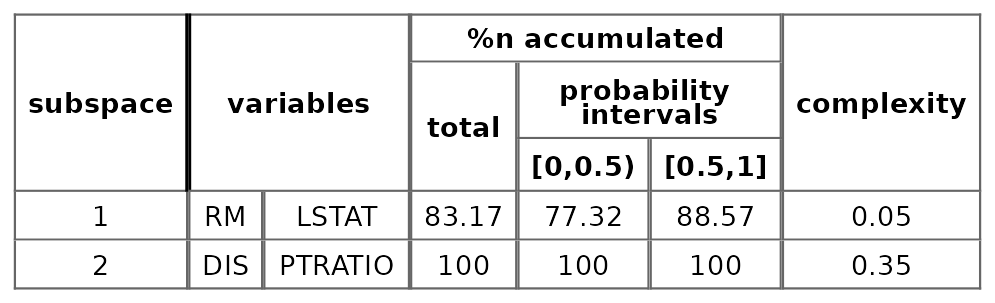 subspace variables %n accumulated complexity
total probability
intervals
[0,0.5) [0.5,1]
1 RM LSTAT 83.17 77.32 88.57 0.05
2 DIS PTRATIO 100 100 100 0.35